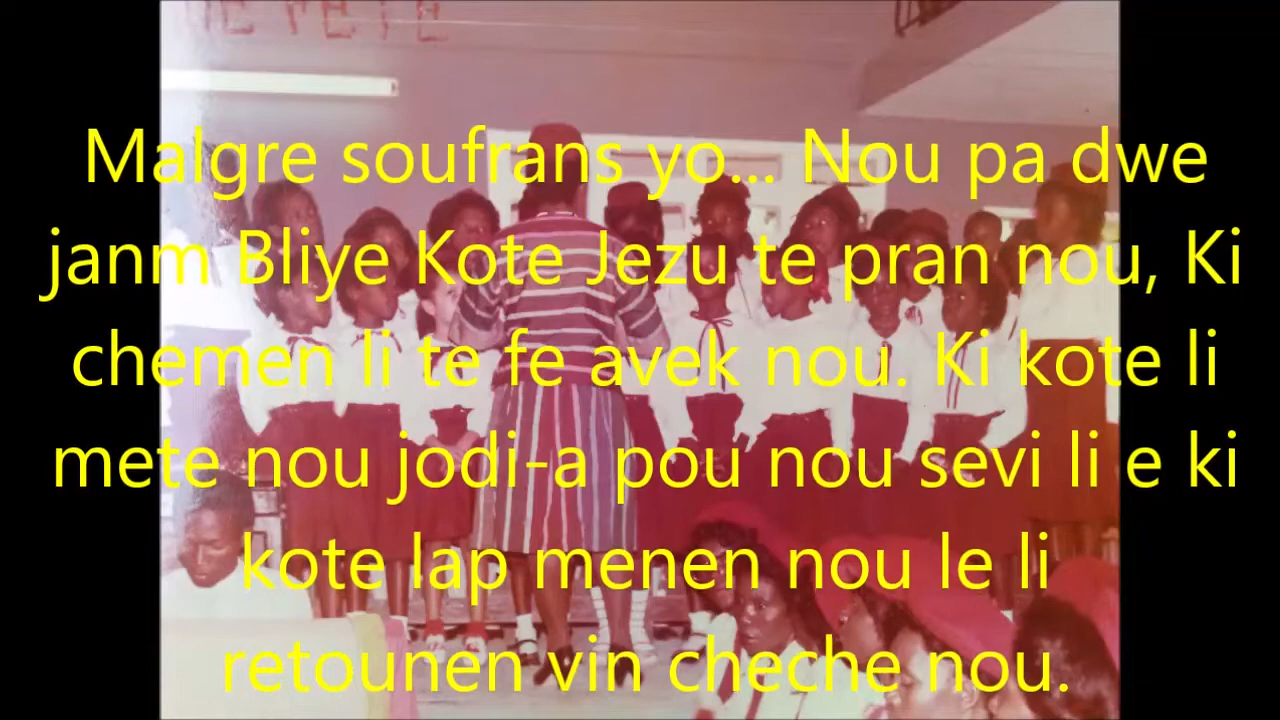 TE FETE
Malgre soufrans yo... Nou pa dwe
janm Bliye Kote Jezu te pran nou, Ki
chemen li te fe avek nou. Ki kote li
mete nou jodi-a pou nou sevi li e ki
kote lap menen nou le li
retounen vin cheche nou.